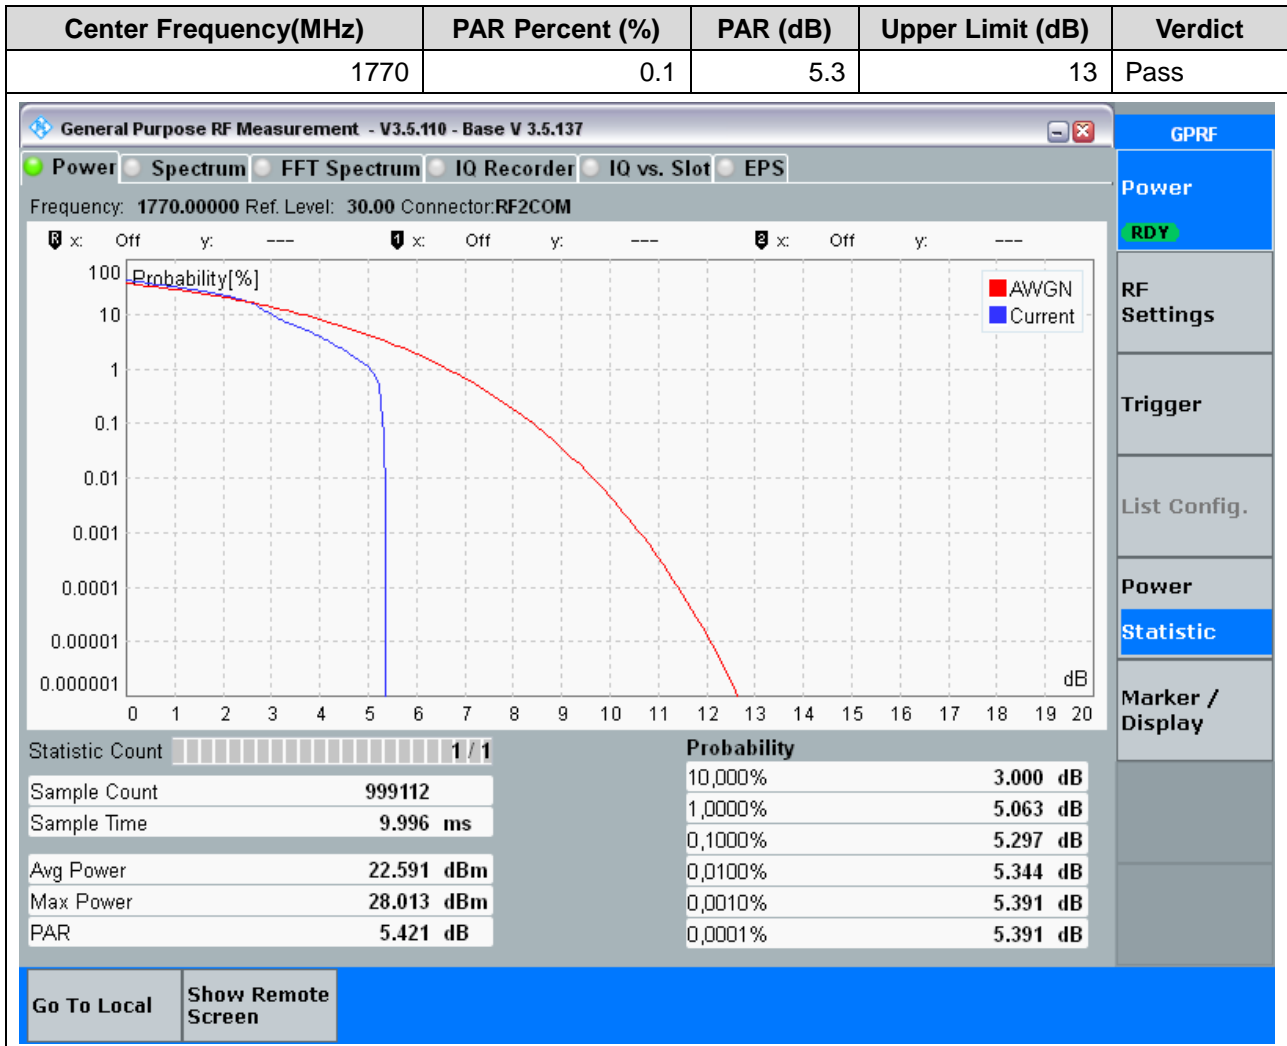 Center Frequency(MHz) PAR Percent (%) PAR (dB) Upper Limit (dB) Verdict
1770 0.1 5.3 13 Pass
General Purpose RF Measurement - V3.5.110 - Base V 3.5.137
GPRF
Power Spectrum FFT Spectrum IQ Recorder IQ vs. Slot EPS
Power
RDY
Frequency: 1770.00000 Ref. Level: 30.00 Connector:RF2COM
R x: Off y: --- 1 x: Off y: --- 2 x: Off y: ---
Probability[%]
AWGN
Current
100
10
1
0.1
0.01
0.001
0.0001
0.00001
0.000001
dB
0 1 2 3 4 5 6 7 8 9 10 11 12 13 14 15 16 17 18 19 20
RF
Settings
Trigger
List Config.
Power
Statistic
Marker /
Display
Statistic Count 1 / 1
Sample Count 999112
Sample Time 9.996 ms
Avg Power 22.591 dBm
Max Power 28.013 dBm
PAR 5.421 dB
Probability
10,000% 3.000 dB
1,0000% 5.063 dB
0,1000% 5.297 dB
0,0100% 5.344 dB
0,0010% 5.391 dB
0,0001% 5.391 dB
Go To Local
Show Remote
Screen